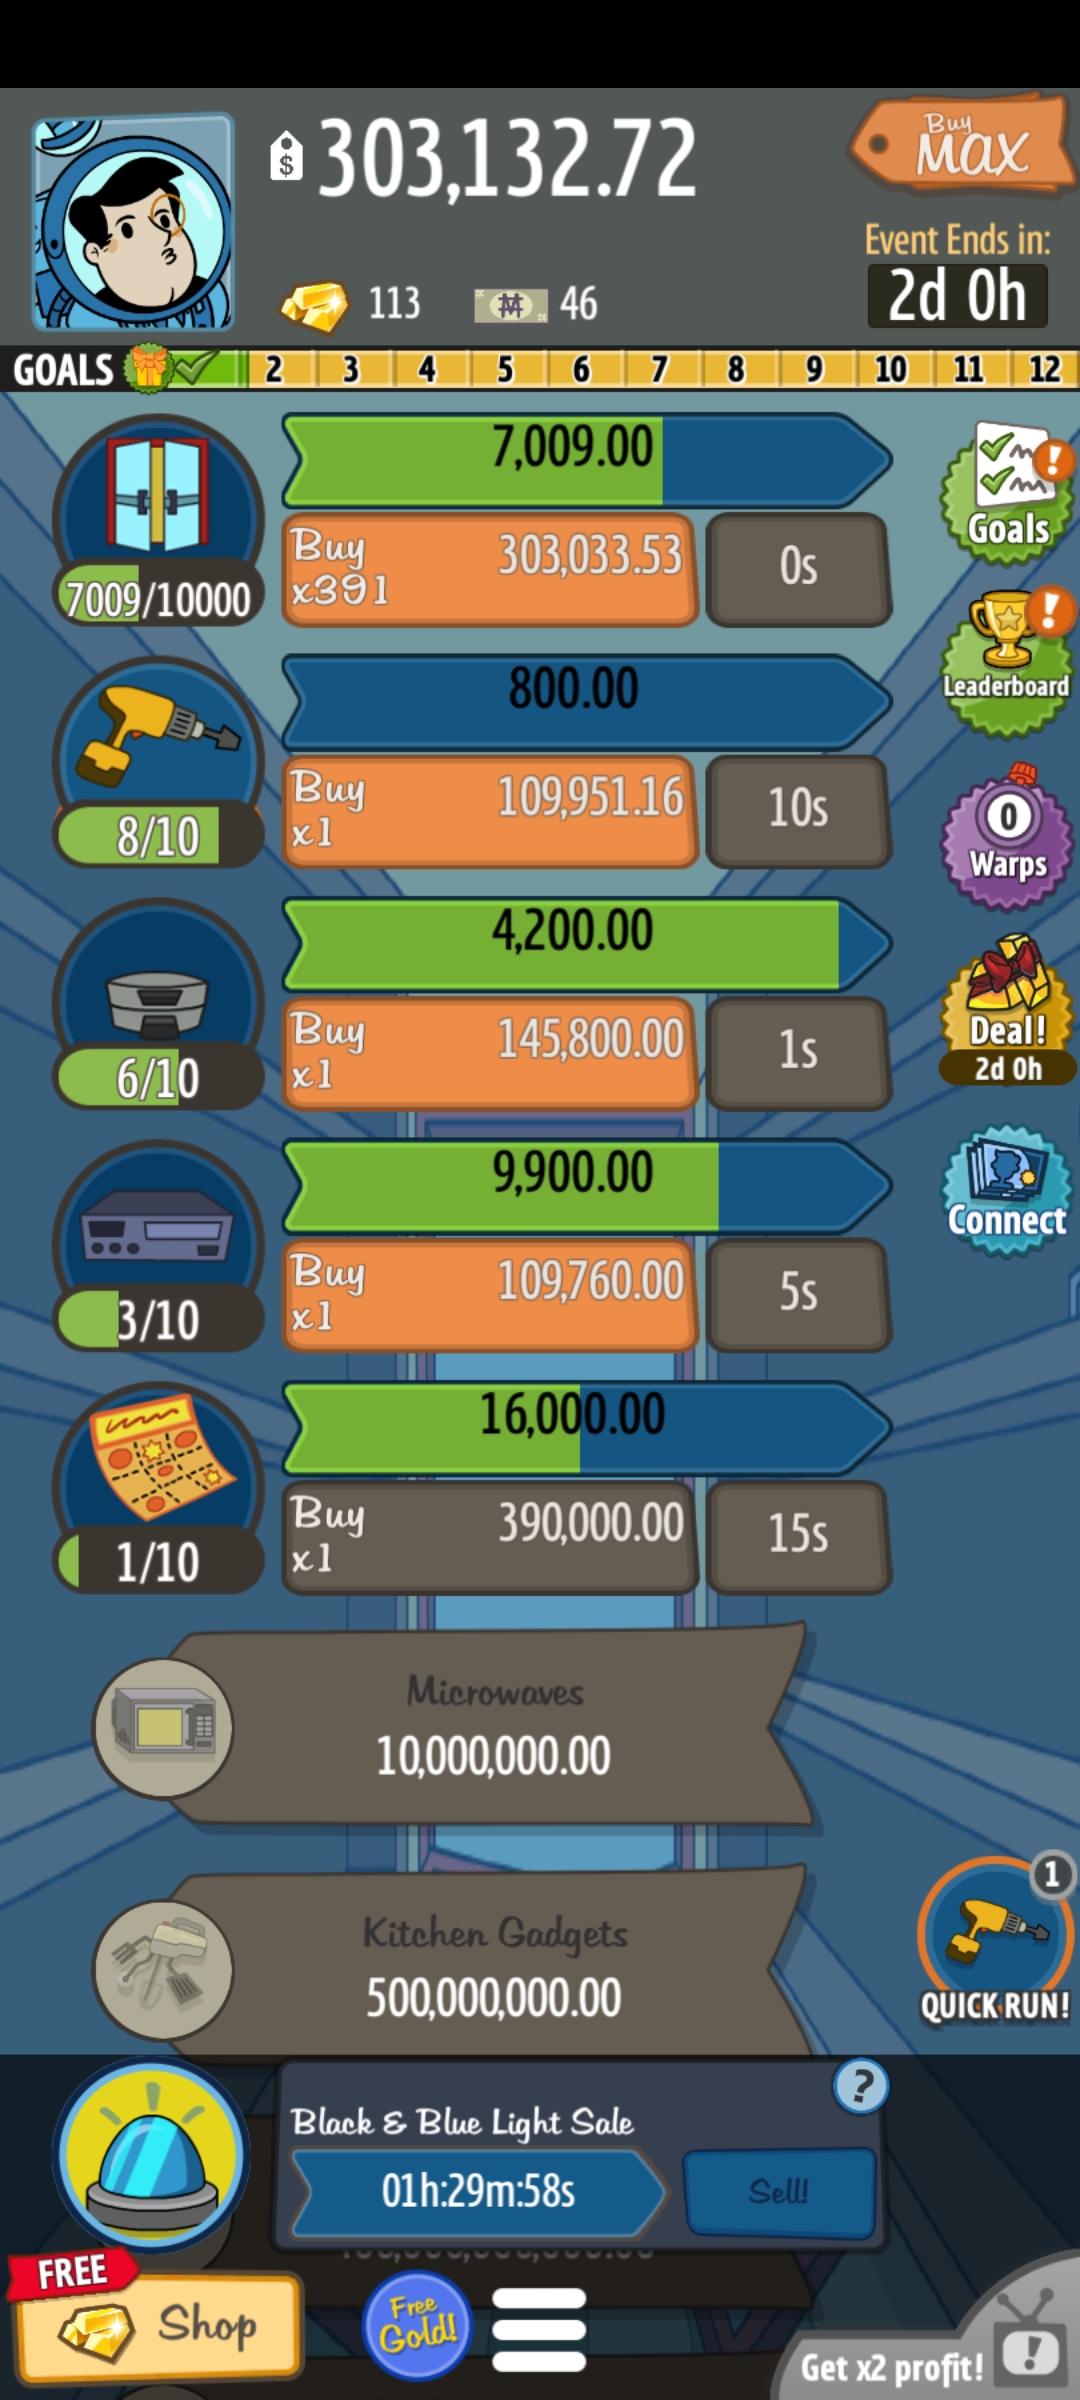 $ 303,132.72
Buy
MAX
113
46
Event Ends in:
2d 0h
GOALS 2 3 4 5 6 7 8 9 10 11 12
7,009.00
7009/10000
Buy
x391
303,033.53
0s
800.00
8/10
Buy
x1
109,951.16
10s
4,200.00
6/10
Buy
x1
145,800.00
1s
9,900.00
3/10
Buy
x1
109,760.00
5s
16,000.00
1/10
Buy
x1
390,000.00
15s
!
Goals
!
Leaderboard
0
Warps
Deal!
2d 0h
Connect
Microwaves
10,000,000.00
Kitchen Gadgets
500,000,000.00
1
QUICK RUN!
Black & Blue Light Sale
?
01h:29m:58s
Sell!
FREE
Shop
Free
Gold!
Get x2 profit!
!